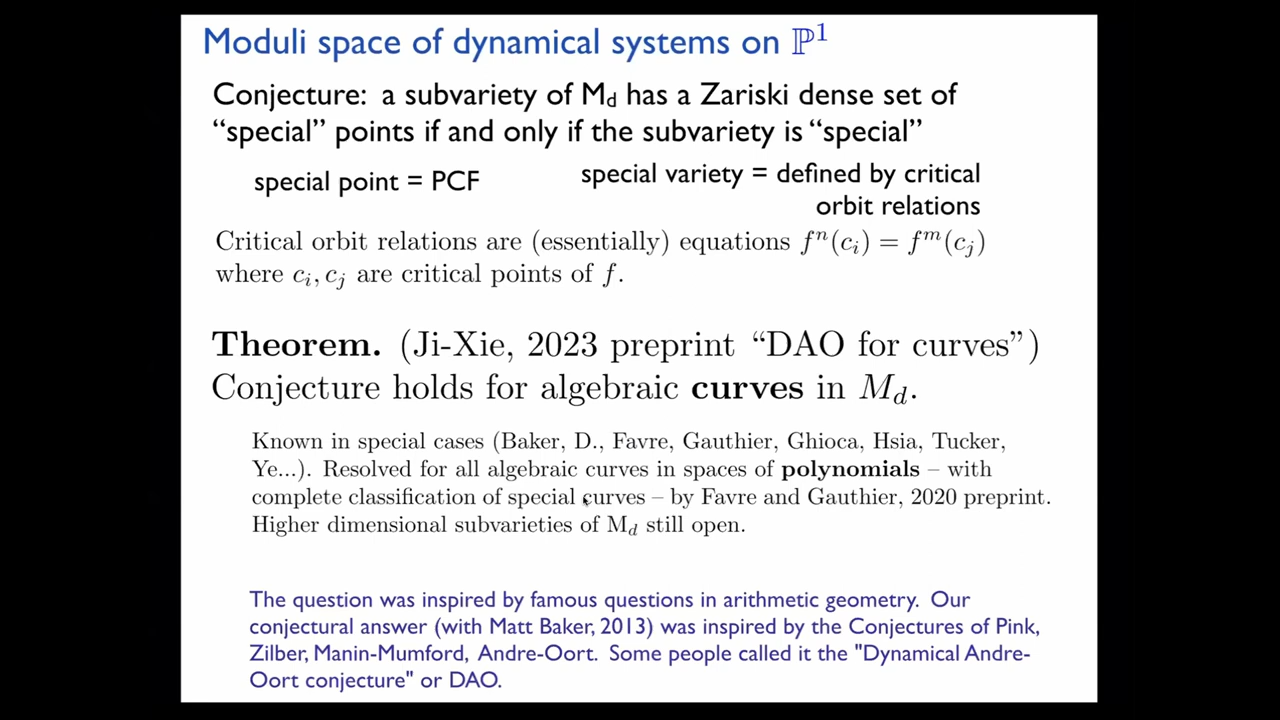 Moduli space of dynamical systems on ℙ¹
Conjecture: a subvariety of M_d has a Zariski dense set of
“special” points if and only if the subvariety is “special”
special point = PCF
special variety = defined by critical
orbit relations
Critical orbit relations are (essentially) equations fⁿ(c_i) = fᵐ(c_j)
where c_i, c_j are critical points of f.
Theorem. (Ji-Xie, 2023 preprint “DAO for curves”)
Conjecture holds for algebraic curves in M_d.
Known in special cases (Baker, D., Favre, Gauthier, Ghioca, Hsia, Tucker,
Ye...). Resolved for all algebraic curves in spaces of polynomials – with
complete classification of special curves – by Favre and Gauthier, 2020 preprint.
Higher dimensional subvarieties of M_d still open.
The question was inspired by famous questions in arithmetic geometry. Our
conjectural answer (with Matt Baker, 2013) was inspired by the Conjectures of Pink,
Zilber, Manin-Mumford, Andre-Oort. Some people called it the "Dynamical Andre-
Oort conjecture" or DAO.